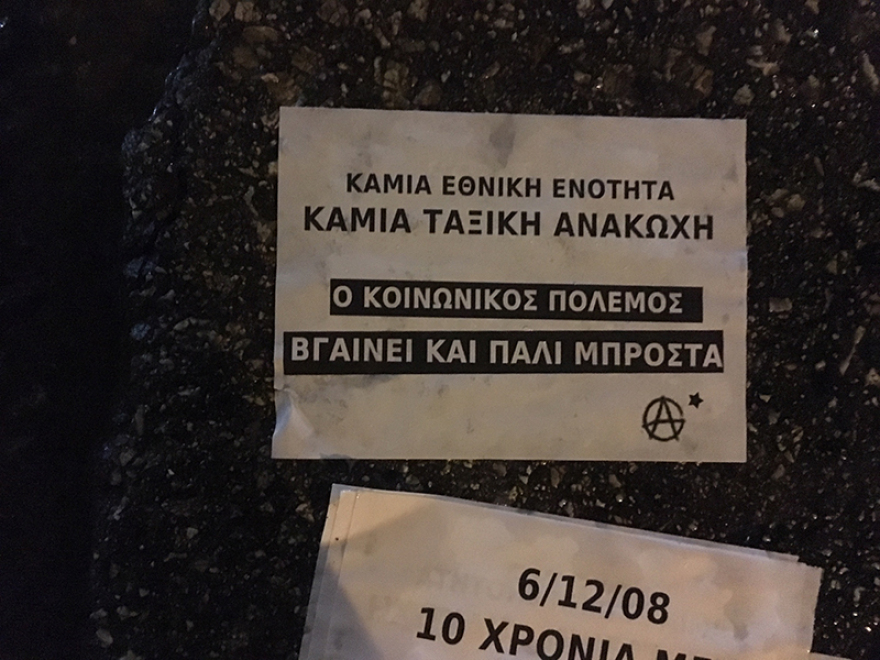 ΚΑΜΙΑ ΕΘΝΙΚΗ ΕΝΟΤΗΤΑ
ΚΑΜΙΑ ΤΑΞΙΚΗ ΑΝΑΚΩΧΗ
Ο ΚΟΙΝΩΝΙΚΟΣ ΠΟΛΕΜΟΣ
ΒΓΑΙΝΕΙ ΚΑΙ ΠΑΛΙ ΜΠΡΟΣΤΑ
6/12/08
10 ΧΡΟΝΙΑ